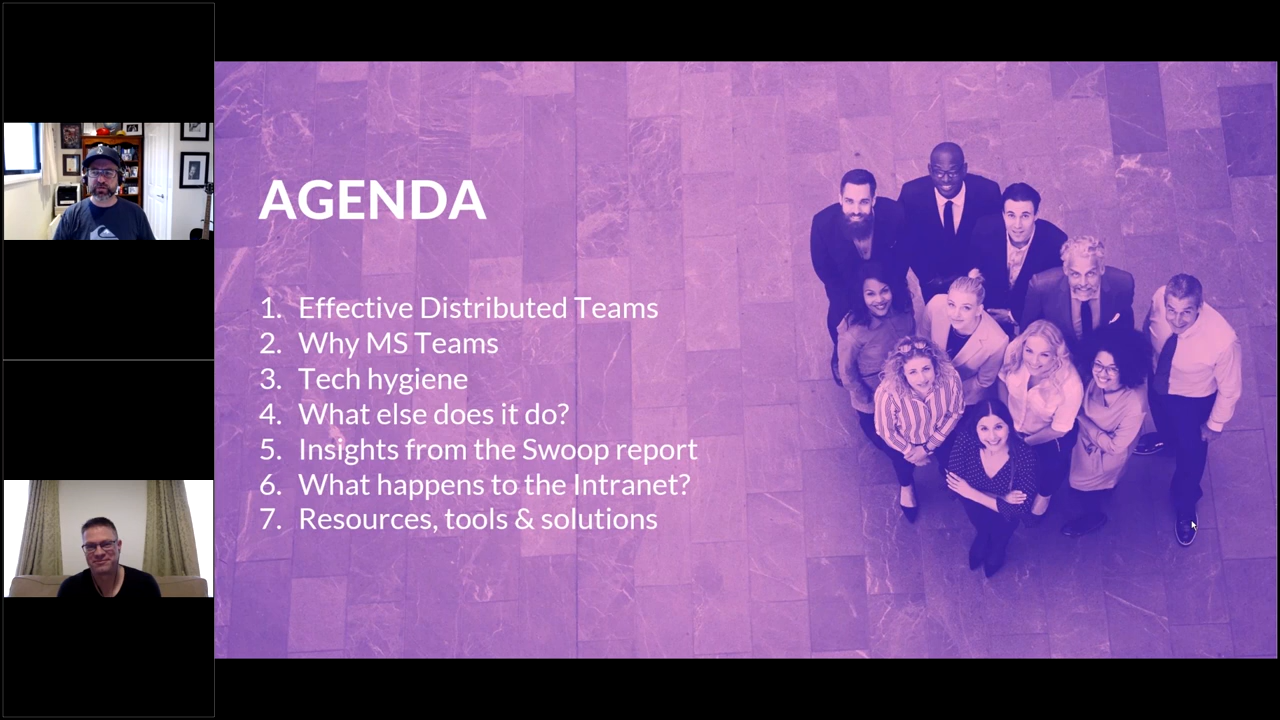 AGENDA
1. Effective Distributed Teams
2. Why MS Teams
3. Tech hygiene
4. What else does it do?
5. Insights from the Swoop report
6. What happens to the Intranet?
7. Resources, tools & solutions